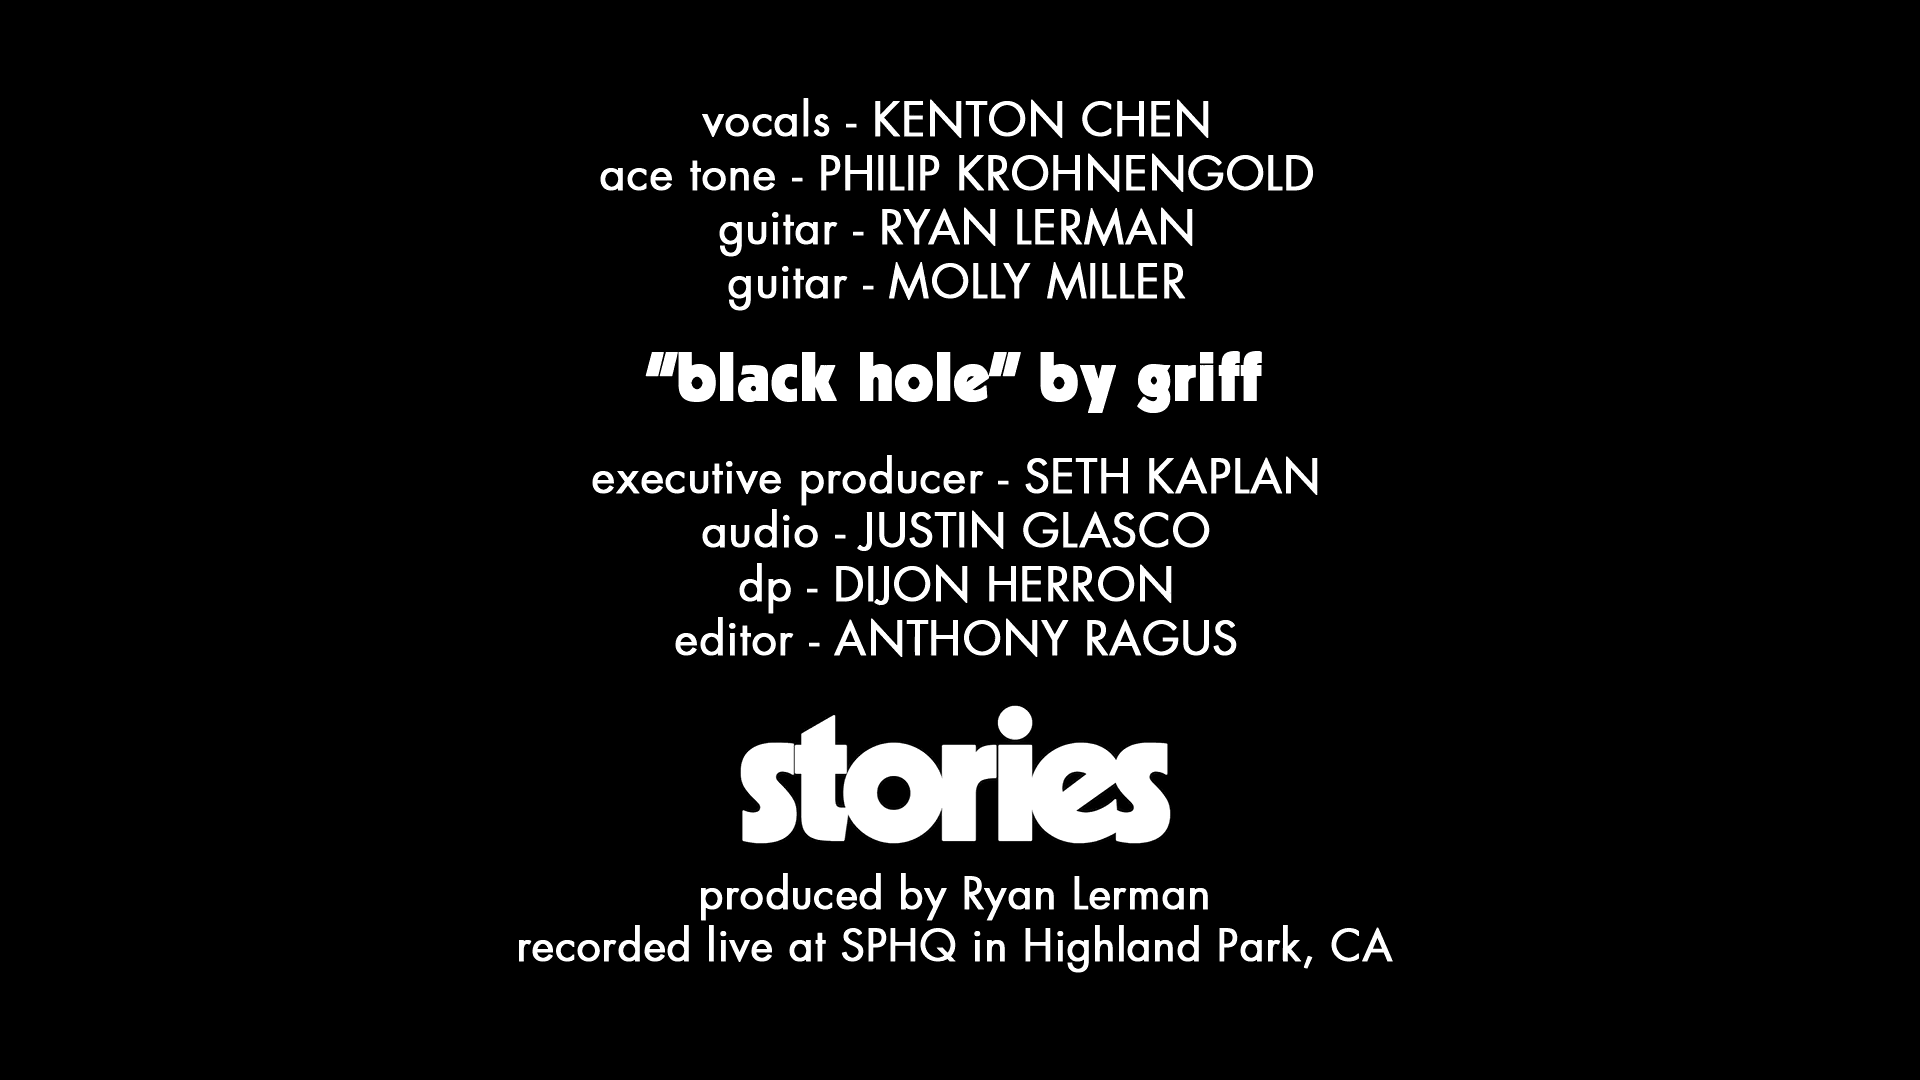 vocals - KENTON CHEN
ace tone - PHILIP KROHNENGOLD
guitar - RYAN LERMAN
guitar - MOLLY MILLER
"black hole" by griff
executive producer - SETH KAPLAN
audio - JUSTIN GLASCO
dp - DIJON HERRON
editor - ANTHONY RAGUS
stories
produced by Ryan Lerman
recorded live at SPHQ in Highland Park, CA